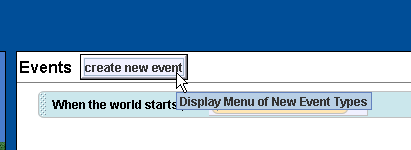 Events create new event
When the world starts
Display Menu of New Event Types